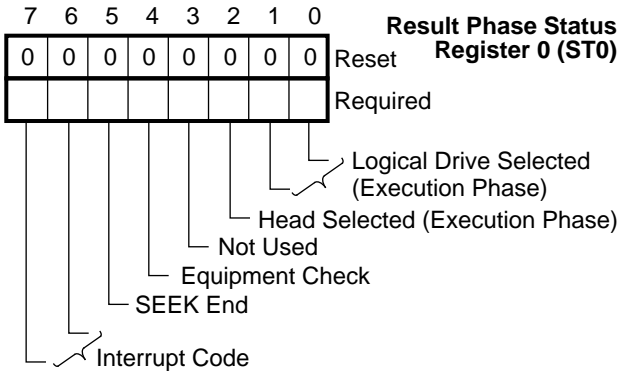 7 6 5 4 3 2 1 0
Result Phase Status
Register 0 (ST0)
0 0 0 0 0 0 0 0 Reset
Required
Logical Drive Selected
(Execution Phase)
Head Selected (Execution Phase)
Not Used
Equipment Check
SEEK End
Interrupt Code